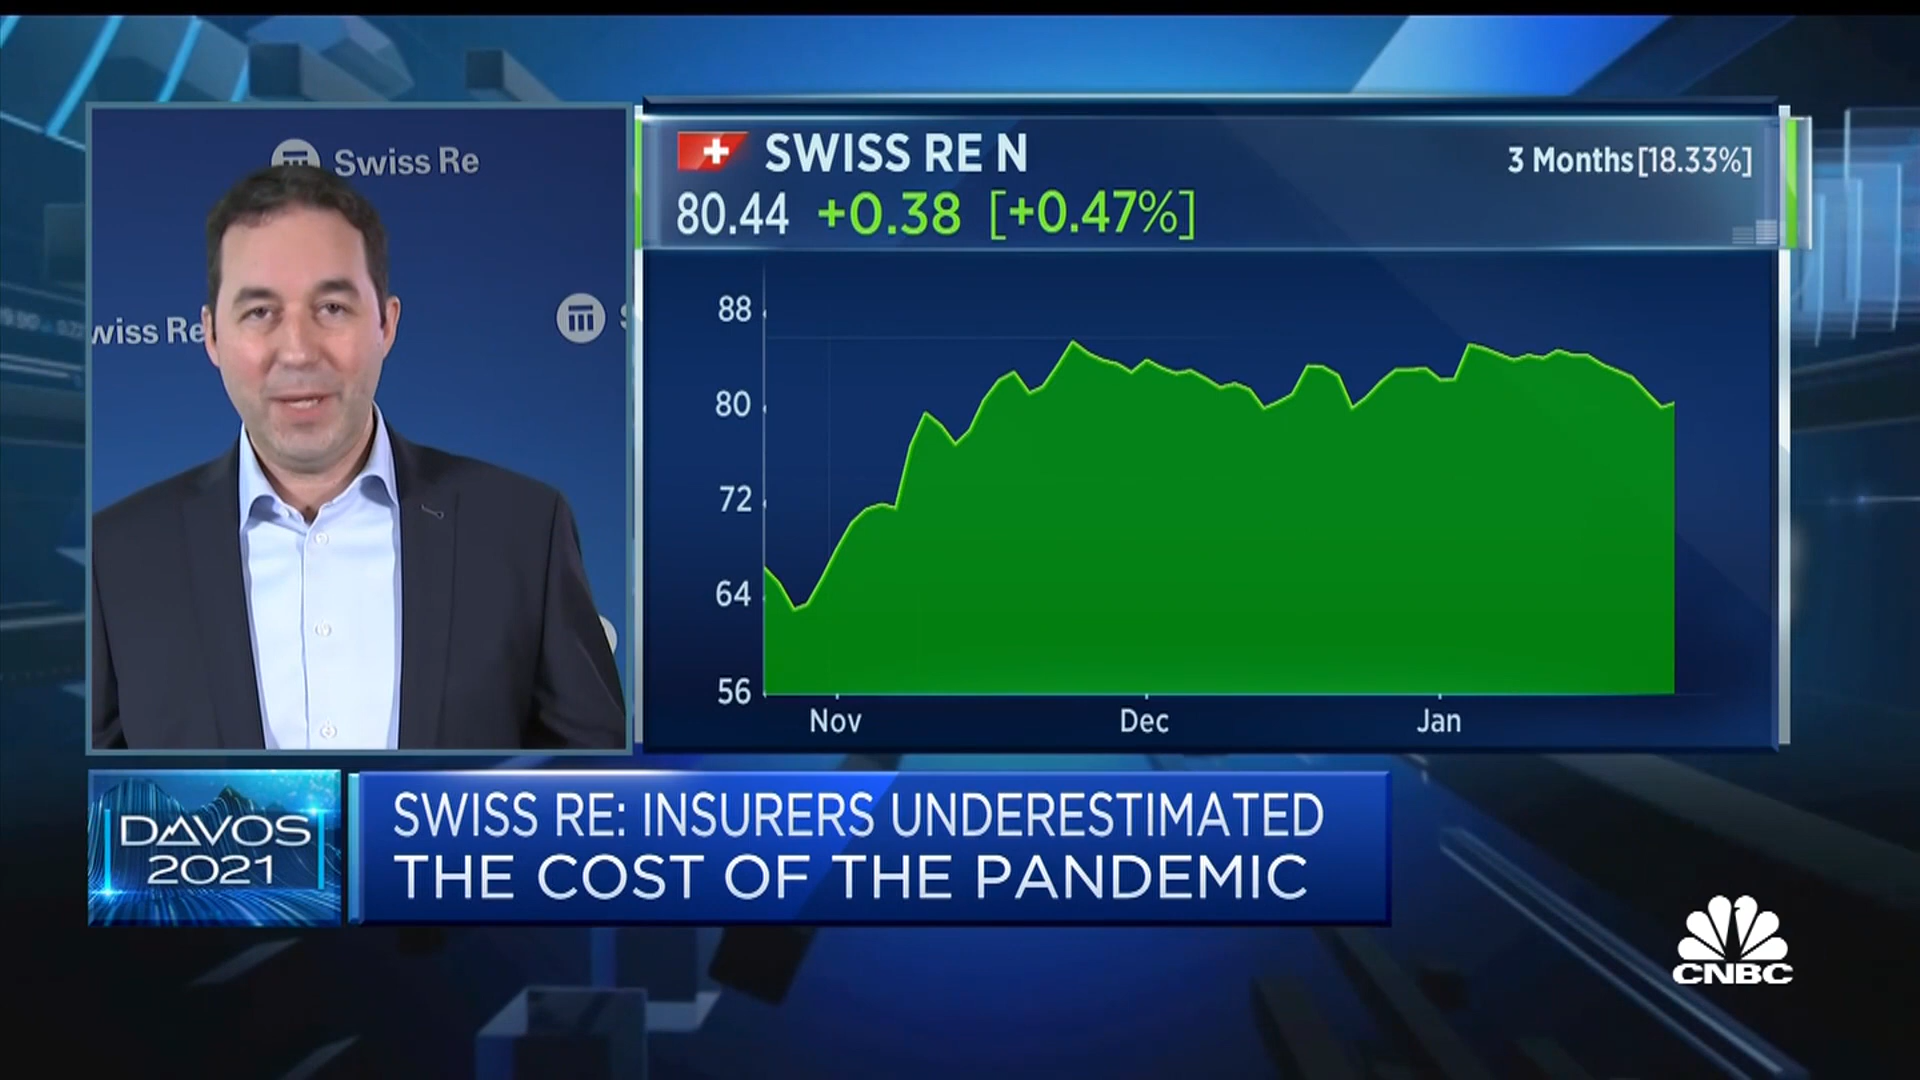 Swiss Re
wiss Re
S
SWISS RE N
3 Months[18.33%]
80.44 +0.38 [+0.47%]
88
80
72
64
56
Nov Dec Jan
DAVOS
2021
SWISS RE: INSURERS UNDERESTIMATED
THE COST OF THE PANDEMIC
CNBC